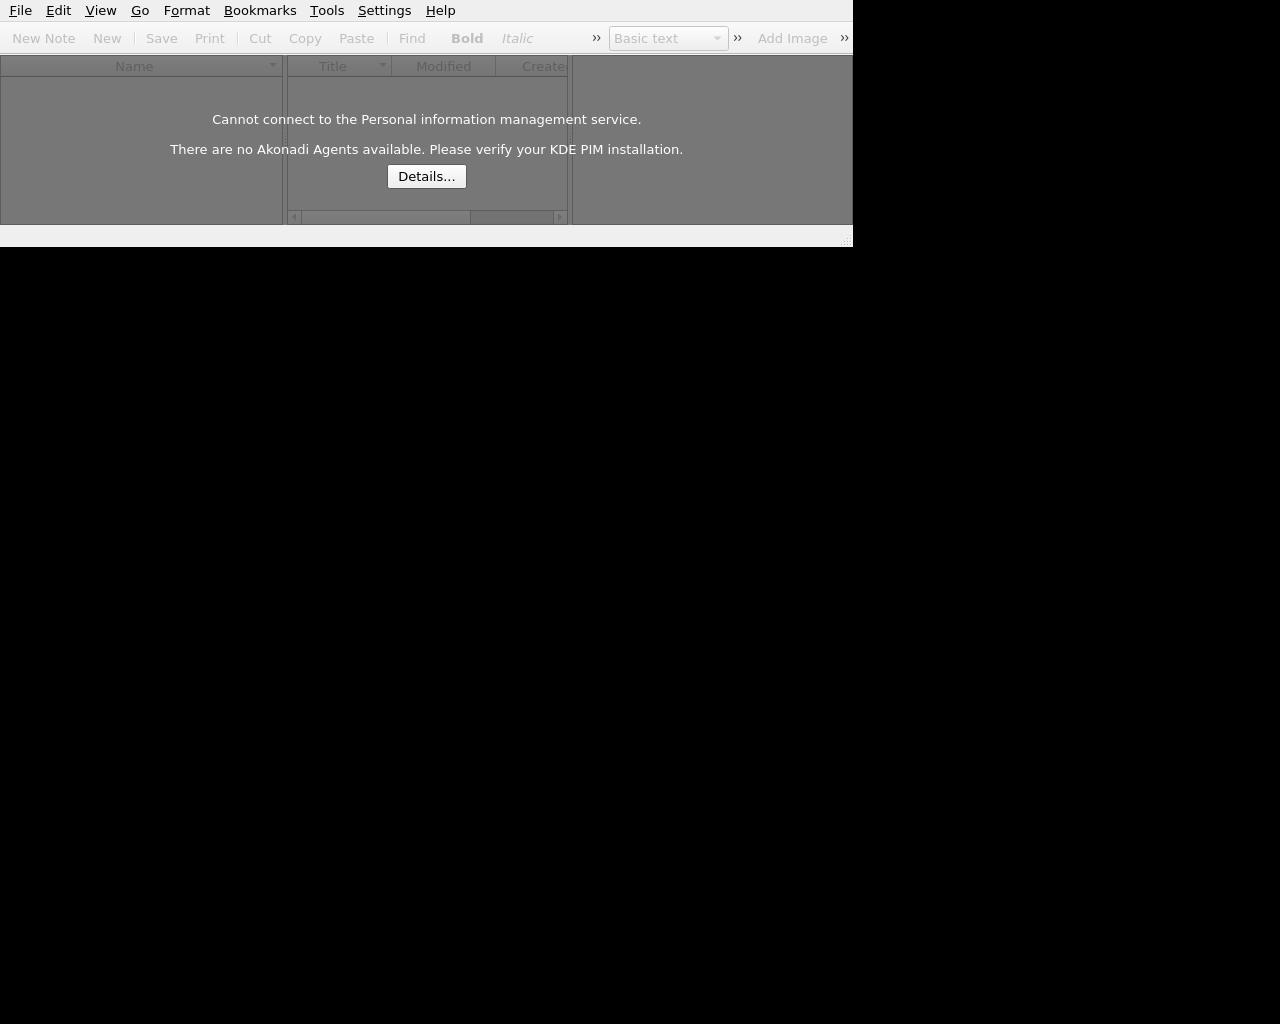 File Edit View Go Format Bookmarks Tools Settings Help
New Note New Save Print Cut Copy Paste Find Bold Italic ›› Basic text ›› Add Image ››
Name Title Modified Create
Cannot connect to the Personal information management service.
There are no Akonadi Agents available. Please verify your KDE PIM installation.
Details...